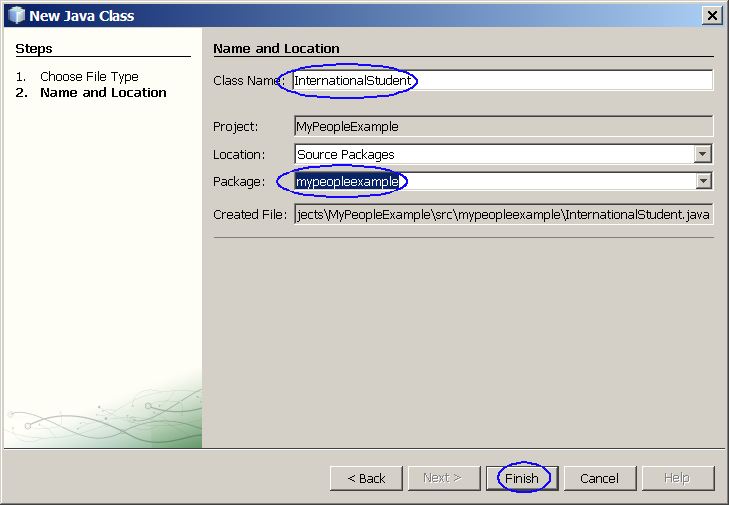 New Java Class
Steps
1. Choose File Type
2. Name and Location
Name and Location
Class Name: InternationalStudent
Project: MyPeopleExample
Location: Source Packages
Package: mypeopleexample
Created File: jects\MyPeopleExample\src\mypeopleexample\InternationalStudent.java
< Back Next > Finish Cancel Help